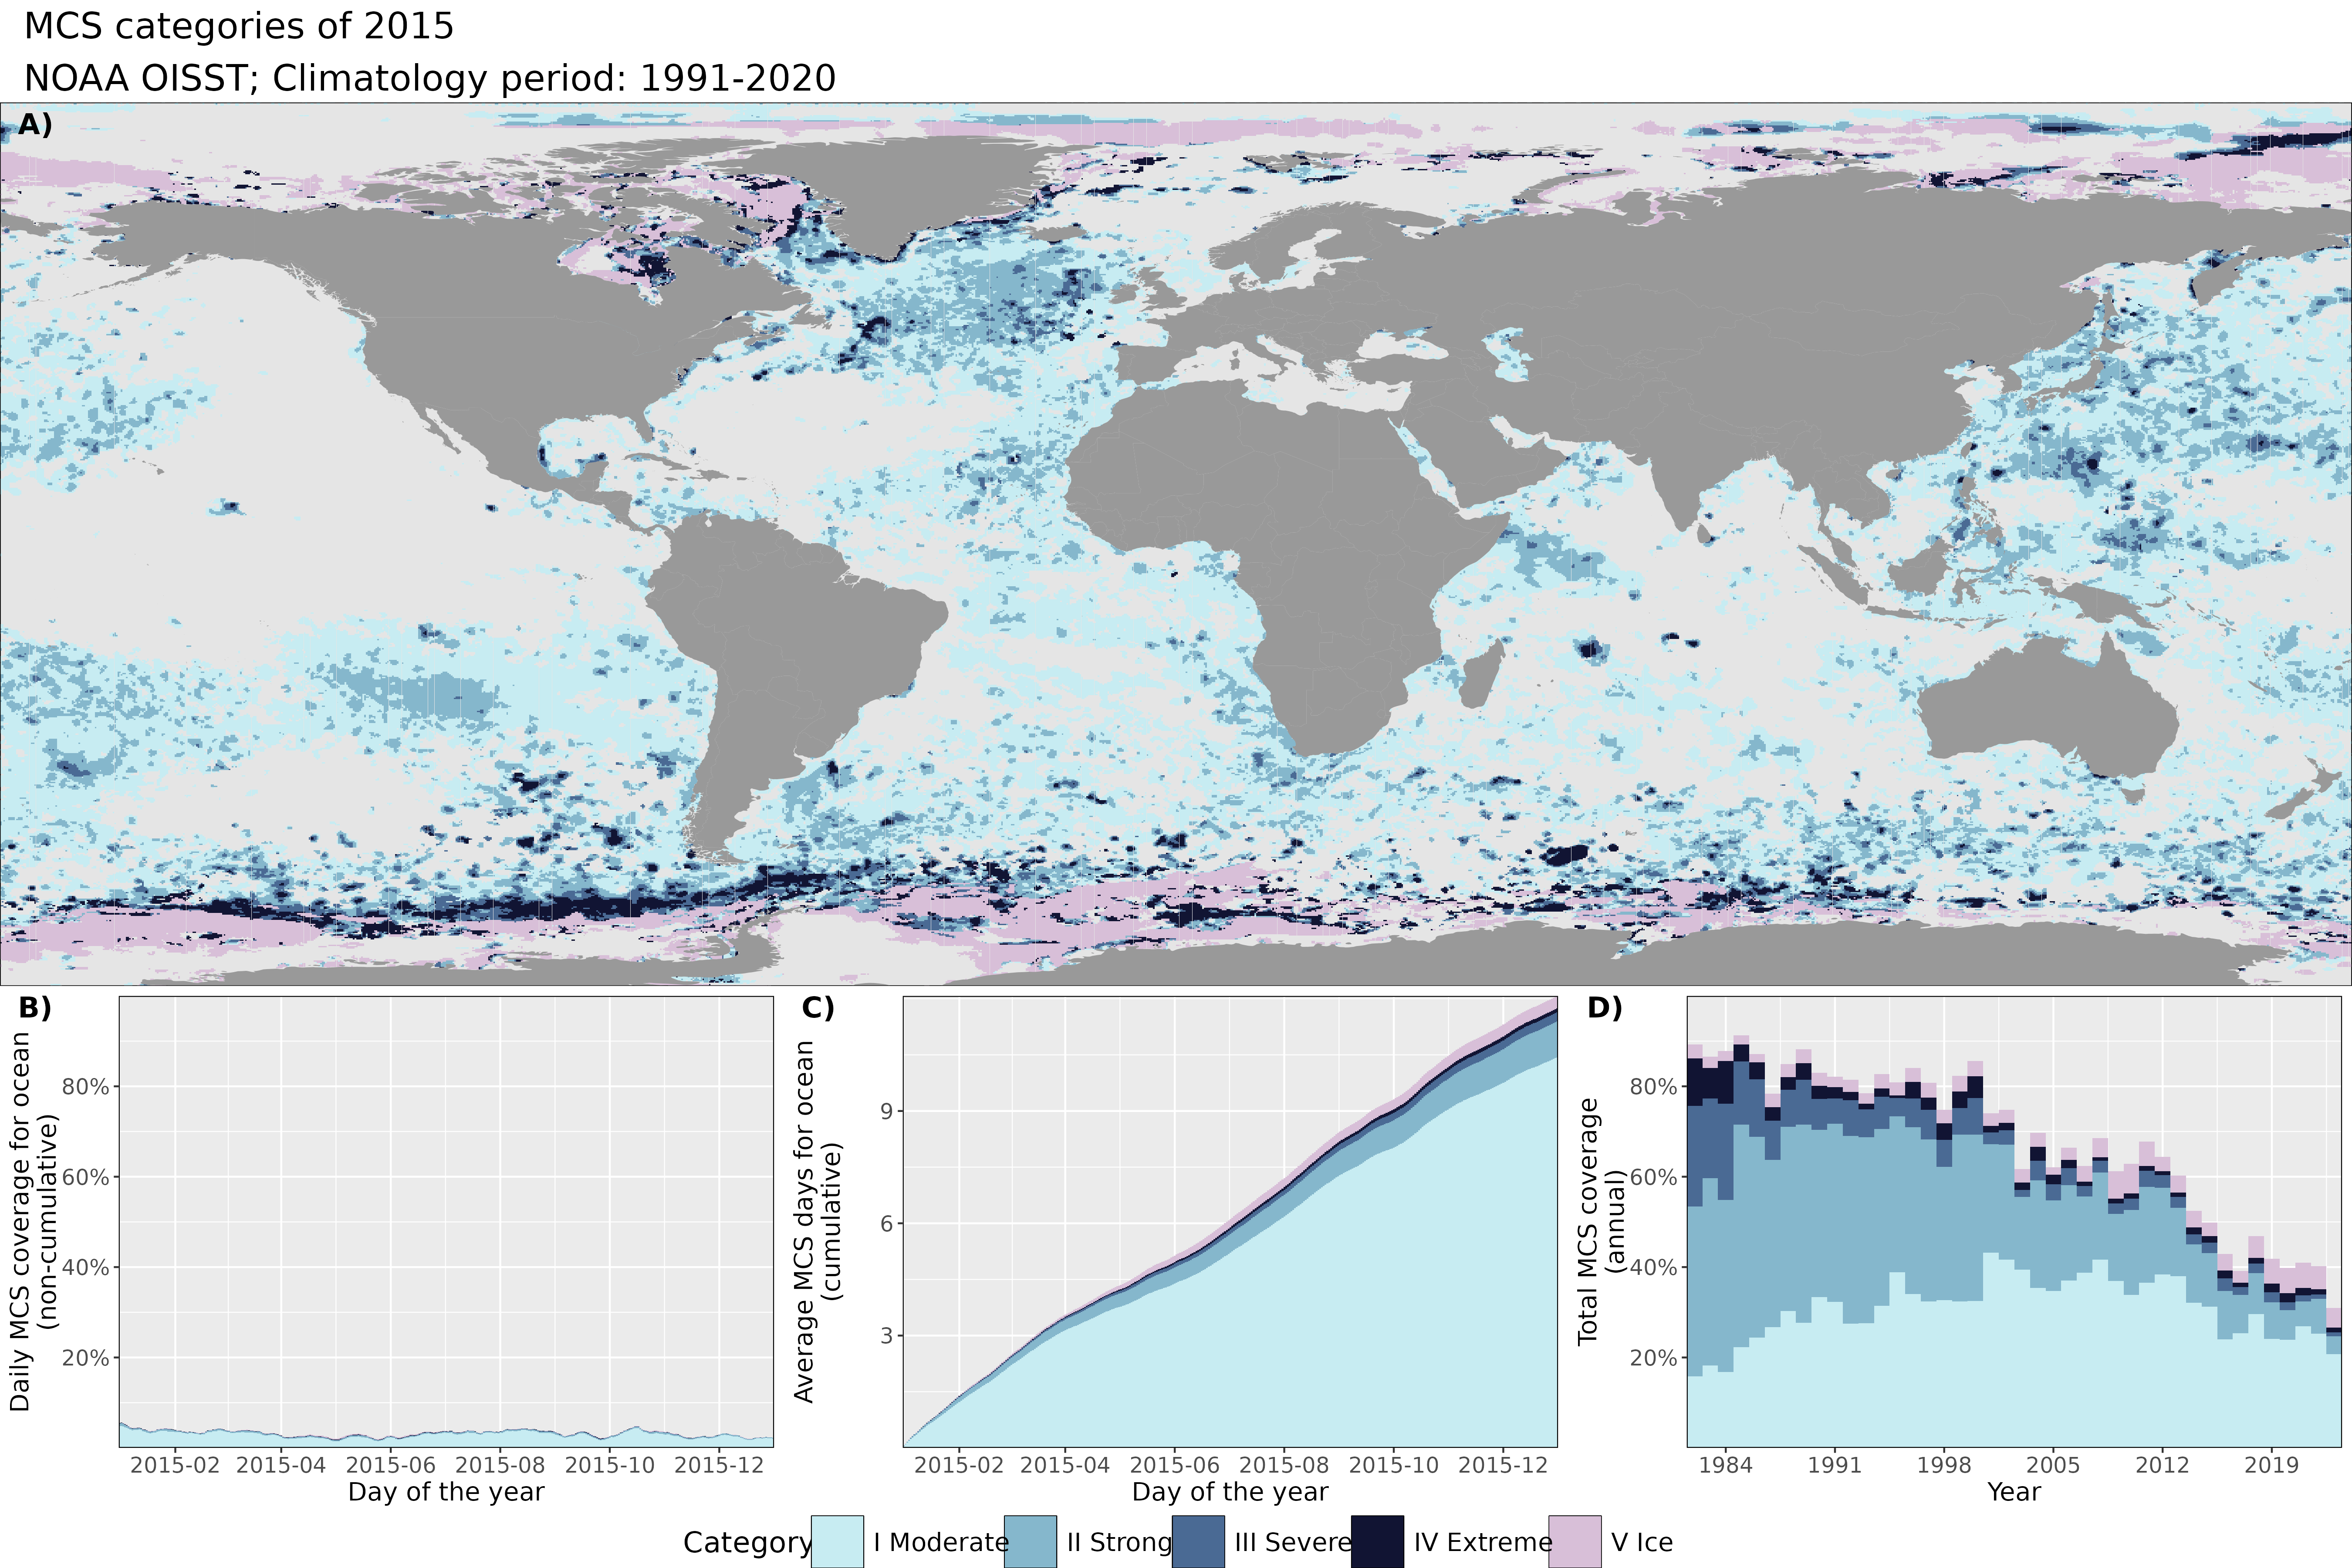 MCS categories of 2015
NOAA OISST; Climatology period: 1991-2020
A)
B)
Daily MCS coverage for ocean
(non-cumulative)
80%
60%
40%
20%
2015-02 2015-04 2015-06 2015-08 2015-10 2015-12
Day of the year
C)
Average MCS days for ocean
(cumulative)
9
6
3
2015-02 2015-04 2015-06 2015-08 2015-10 2015-12
Day of the year
D)
Total MCS coverage
(annual)
80%
60%
40%
20%
1984 1991 1998 2005 2012 2019
Year
Category I Moderate II Strong III Severe IV Extreme V Ice